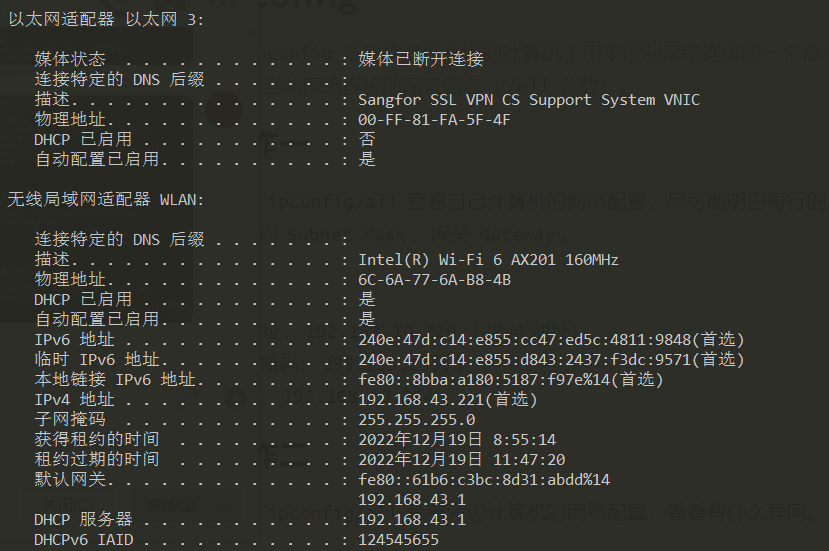 以太网适配器 以太网 3:
媒体状态 . . . . . . . . . . . . : 媒体已断开连接
连接特定的 DNS 后缀 . . . . . . . :
描述. . . . . . . . . . . . . . . : Sangfor SSL VPN CS Support System VNIC
物理地址. . . . . . . . . . . . . : 00-FF-81-FA-5F-4F
DHCP 已启用 . . . . . . . . . . . : 否
自动配置已启用. . . . . . . . . . : 是
无线局域网适配器 WLAN:
连接特定的 DNS 后缀 . . . . . . . :
描述. . . . . . . . . . . . . . . : Intel(R) Wi-Fi 6 AX201 160MHz
物理地址. . . . . . . . . . . . . : 6C-6A-77-6A-B8-4B
DHCP 已启用 . . . . . . . . . . . : 是
自动配置已启用. . . . . . . . . . : 是
IPv6 地址 . . . . . . . . . . . . : 240e:47d:c14:e855:cc47:ed5c:4811:9848(首选)
临时 IPv6 地址. . . . . . . . . . : 240e:47d:c14:e855:d843:2437:f3dc:9571(首选)
本地链接 IPv6 地址. . . . . . . . : fe80::8bba:a180:5187:f97e%14(首选)
IPv4 地址 . . . . . . . . . . . . : 192.168.43.221(首选)
子网掩码 . . . . . . . . . . . . : 255.255.255.0
获得租约的时间 . . . . . . . . . : 2022年12月19日 8:55:14
租约过期的时间 . . . . . . . . . : 2022年12月19日 11:47:20
默认网关. . . . . . . . . . . . . : fe80::61b6:c3bc:8d31:abdd%14
192.168.43.1
DHCP 服务器 . . . . . . . . . . . : 192.168.43.1
DHCPv6 IAID . . . . . . . . . . . : 124545655